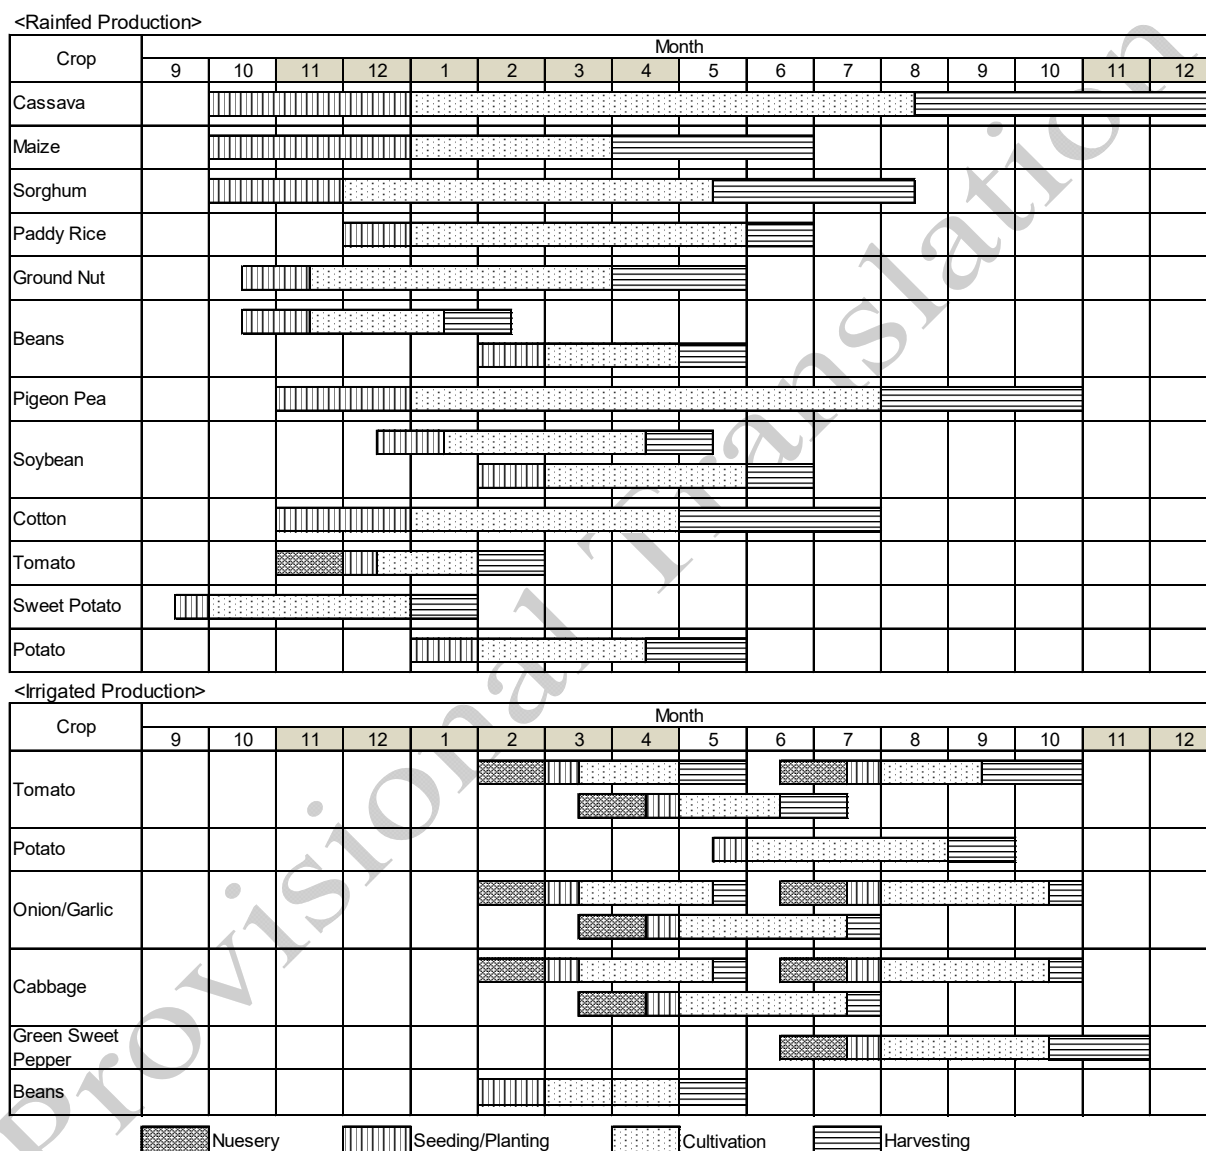 <Rainfed Production>
Crop
Month
9 10 11 12 1 2 3 4 5 6 7 8 9 10 11 12
Cassava
Maize
Sorghum
Paddy Rice
Ground Nut
Beans
Pigeon Pea
Soybean
Cotton
Tomato
Sweet Potato
Potato
<Irrigated Production>
Crop
Month
9 10 11 12 1 2 3 4 5 6 7 8 9 10 11 12
Tomato
Potato
Onion/Garlic
Cabbage
Green Sweet
Pepper
Beans
Nuesery Seeding/Planting Cultivation Harvesting
Provisional Translation